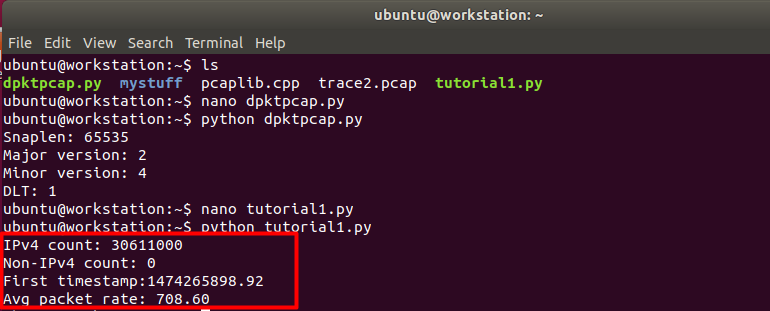 ubuntu@workstation: ~
File Edit View Search Terminal Help
ubuntu@workstation:~$ ls
dpktpcap.py mystuff pcaplib.cpp trace2.pcap tutorial1.py
ubuntu@workstation:~$ nano dpktpcap.py
ubuntu@workstation:~$ python dpktpcap.py
Snaplen: 65535
Major version: 2
Minor version: 4
DLT: 1
ubuntu@workstation:~$ nano tutorial1.py
ubuntu@workstation:~$ python tutorial1.py
IPv4 count: 30611000
Non-IPv4 count: 0
First timestamp:1474265898.92
Avg packet rate: 708.60